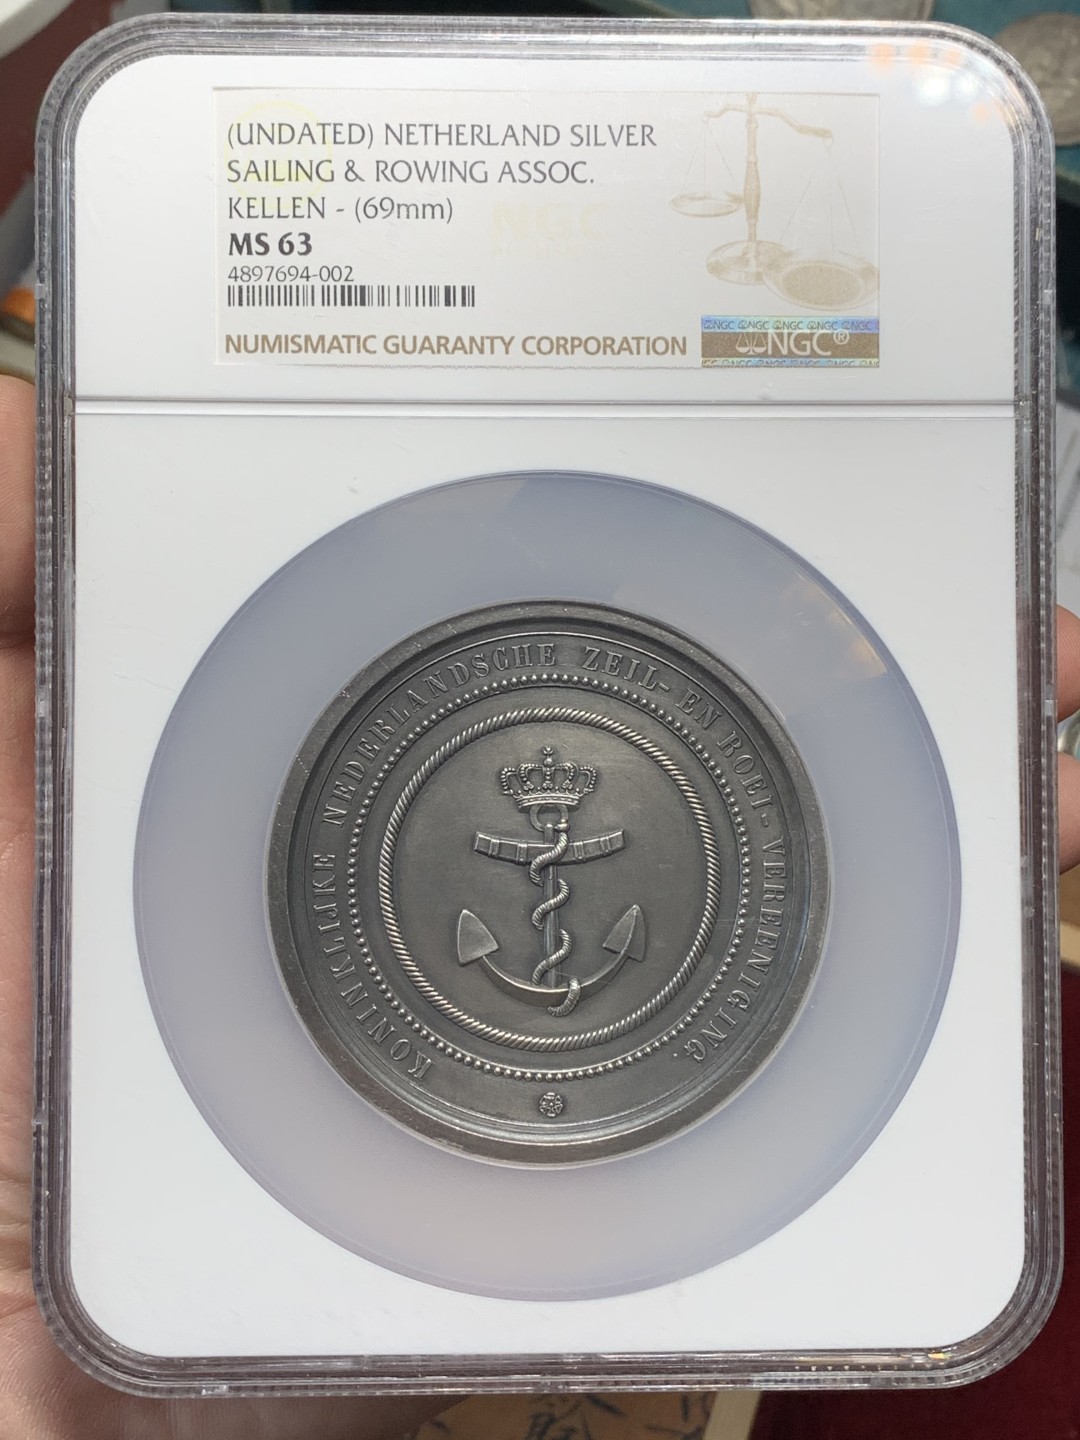 (UNDATED) NETHERLAND SILVER
SAILING & ROWING ASSOC.
KELLEN - (69mm)
MS 63
4897694-002
NUMISMATIC GUARANTY CORPORATION
NGC®
KONINKLIJKE NEDERLANDSCHE ZEIL- EN ROEI- VEREENIGING.